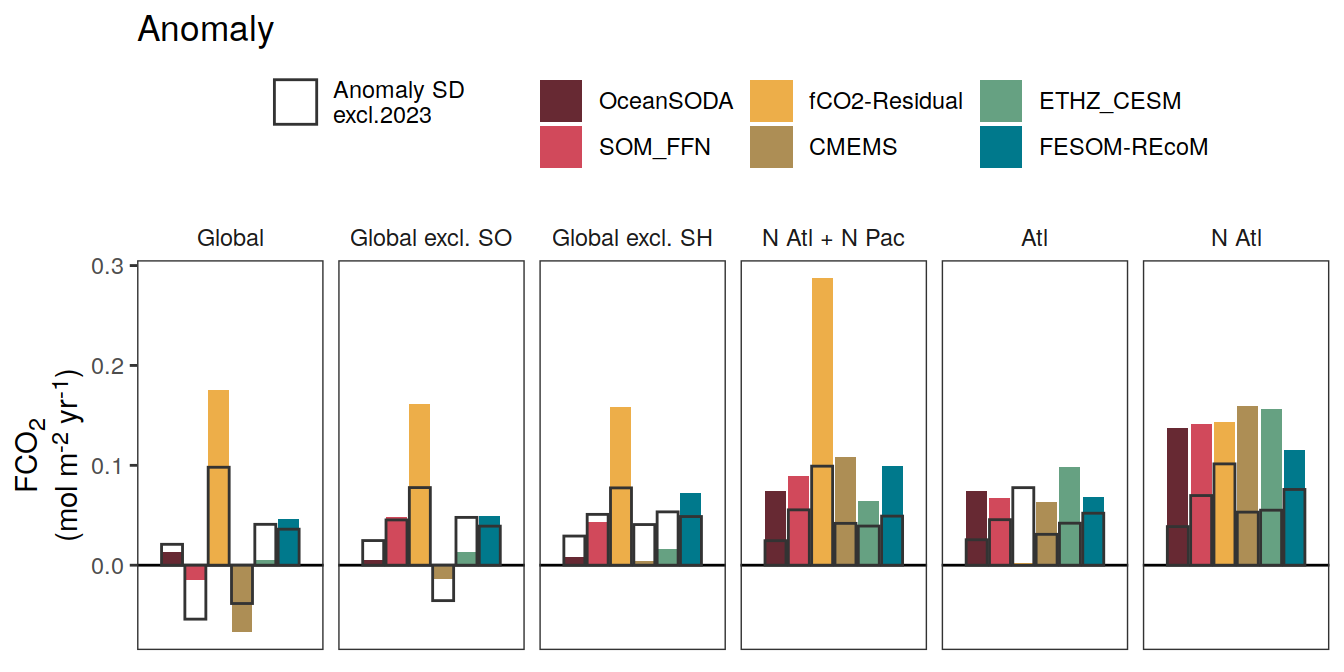 Anomaly
Anomaly SD
excl.2023
OceanSODA
SOM_FFN
fCO2-Residual
CMEMS
ETHZ_CESM
FESOM-REcoM
Global
Global excl. SO
Global excl. SH
N Atl + N Pac
Atl
N Atl
0.3
0.2
0.1
0.0
FCO₂
(mol m⁻² yr⁻¹)